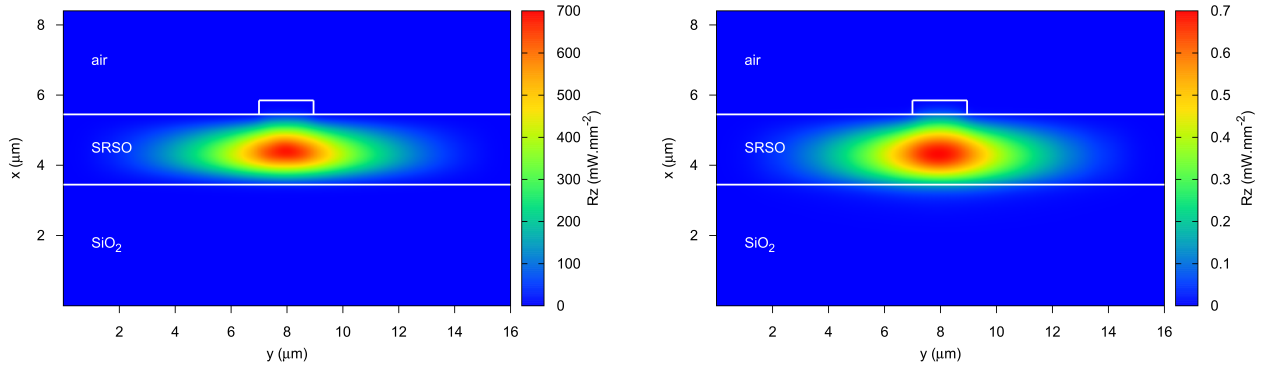 8
6
4
2
x (μm)
air
SRSO
SiO2
2 4 6 8 10 12 14 16
y (μm)
700
600
500
400
300
200
100
0
Rz (mW.mm-2)
8
6
4
2
x (μm)
air
SRSO
SiO2
2 4 6 8 10 12 14 16
y (μm)
0.7
0.6
0.5
0.4
0.3
0.2
0.1
0
Rz (mW.mm-2)